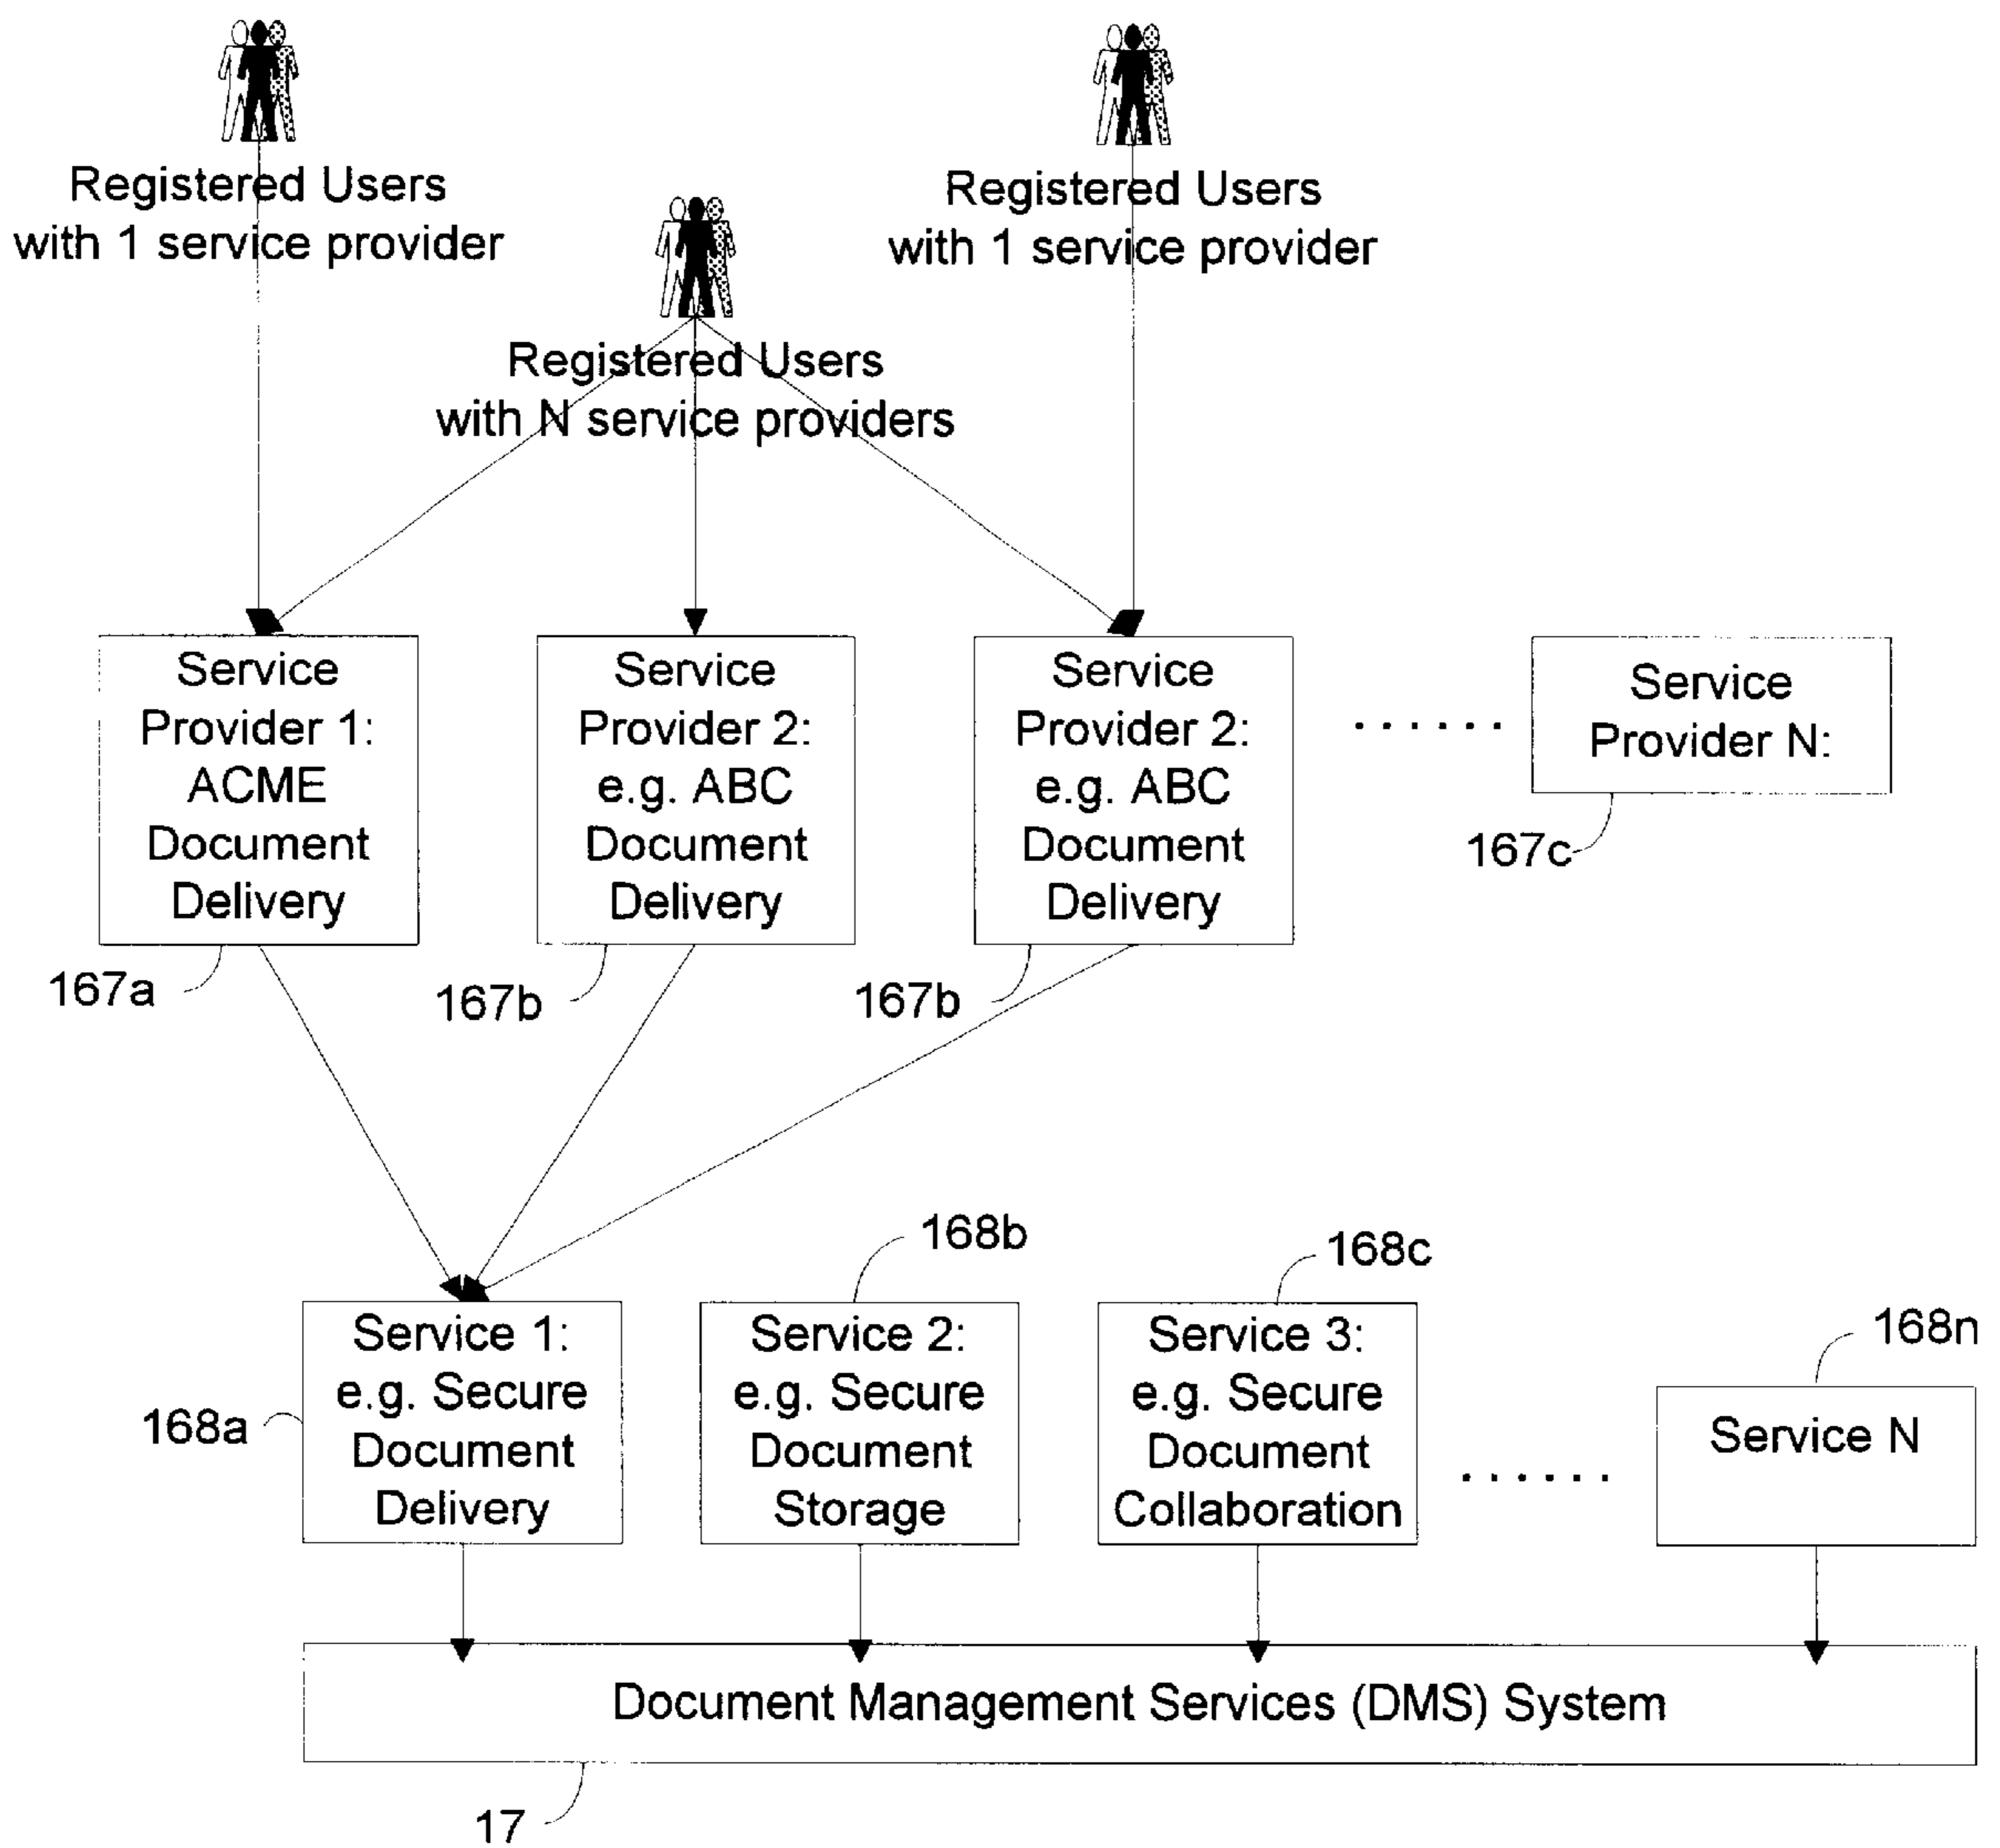 Registered Users
with 1 service provider
Registered Users
with N service providers
Registered Users
with 1 service provider
Service
Provider 1:
ACME
Document
Delivery
167a
Service
Provider 2:
e.g. ABC
Document
Delivery
167b
Service
Provider 2:
e.g. ABC
Document
Delivery
167b
......
Service
Provider N:
167c
Service 1:
e.g. Secure
Document
Delivery
168a
Service 2:
e.g. Secure
Document
Storage
168b
Service 3:
e.g. Secure
Document
Collaboration
168c
......
Service N
168n
Document Management Services (DMS) System
17